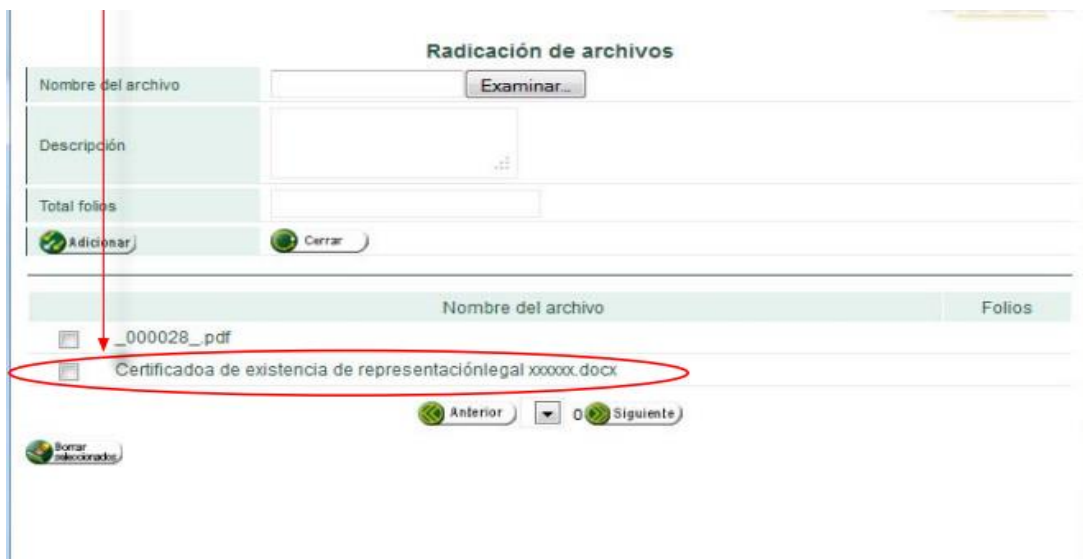 Radicación de archivos
Nombre del archivo Examinar...
Descripción
Total folios
Adicionar Cerrar
Nombre del archivo Folios
_000028_.pdf
Certificadoa de existencia de representaciónlegal xxxxxx.docx
Anterior 0 Siguiente
Borrar
seleccionados